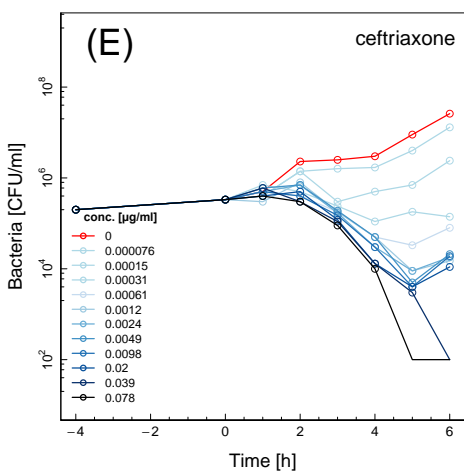 (E)
ceftriaxone
Bacteria [CFU/ml]
10^8
10^6
10^4
10^2
conc. [μg/ml]
0
0.000076
0.00015
0.00031
0.00061
0.0012
0.0024
0.0049
0.0098
0.02
0.039
0.078
−4 −2 0 2 4 6
Time [h]